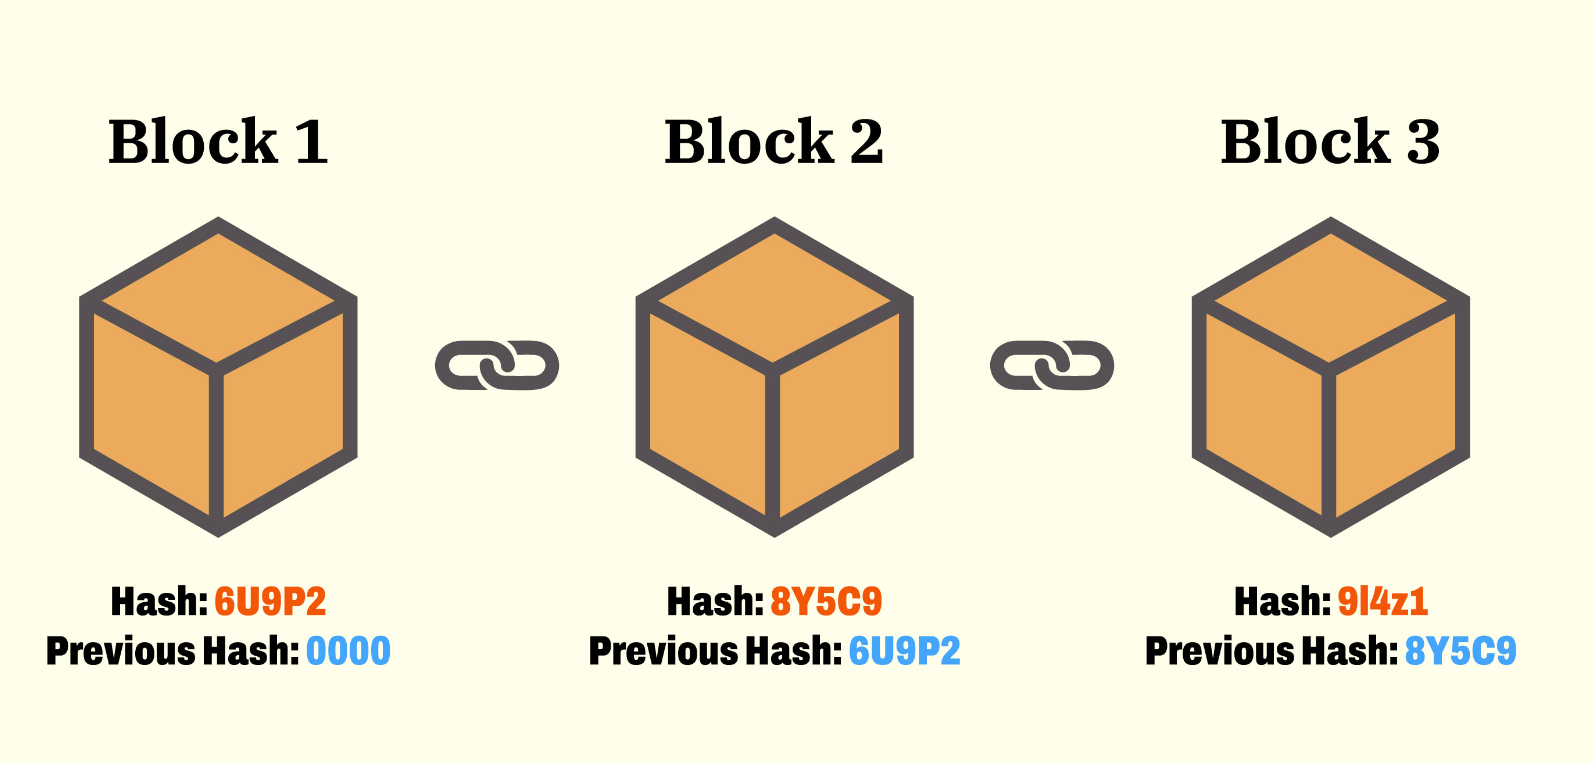 Block 1
Block 2
Block 3
Hash: 6U9P2
Previous Hash: 0000
Hash: 8Y5C9
Previous Hash: 6U9P2
Hash: 9l4z1
Previous Hash: 8Y5C9